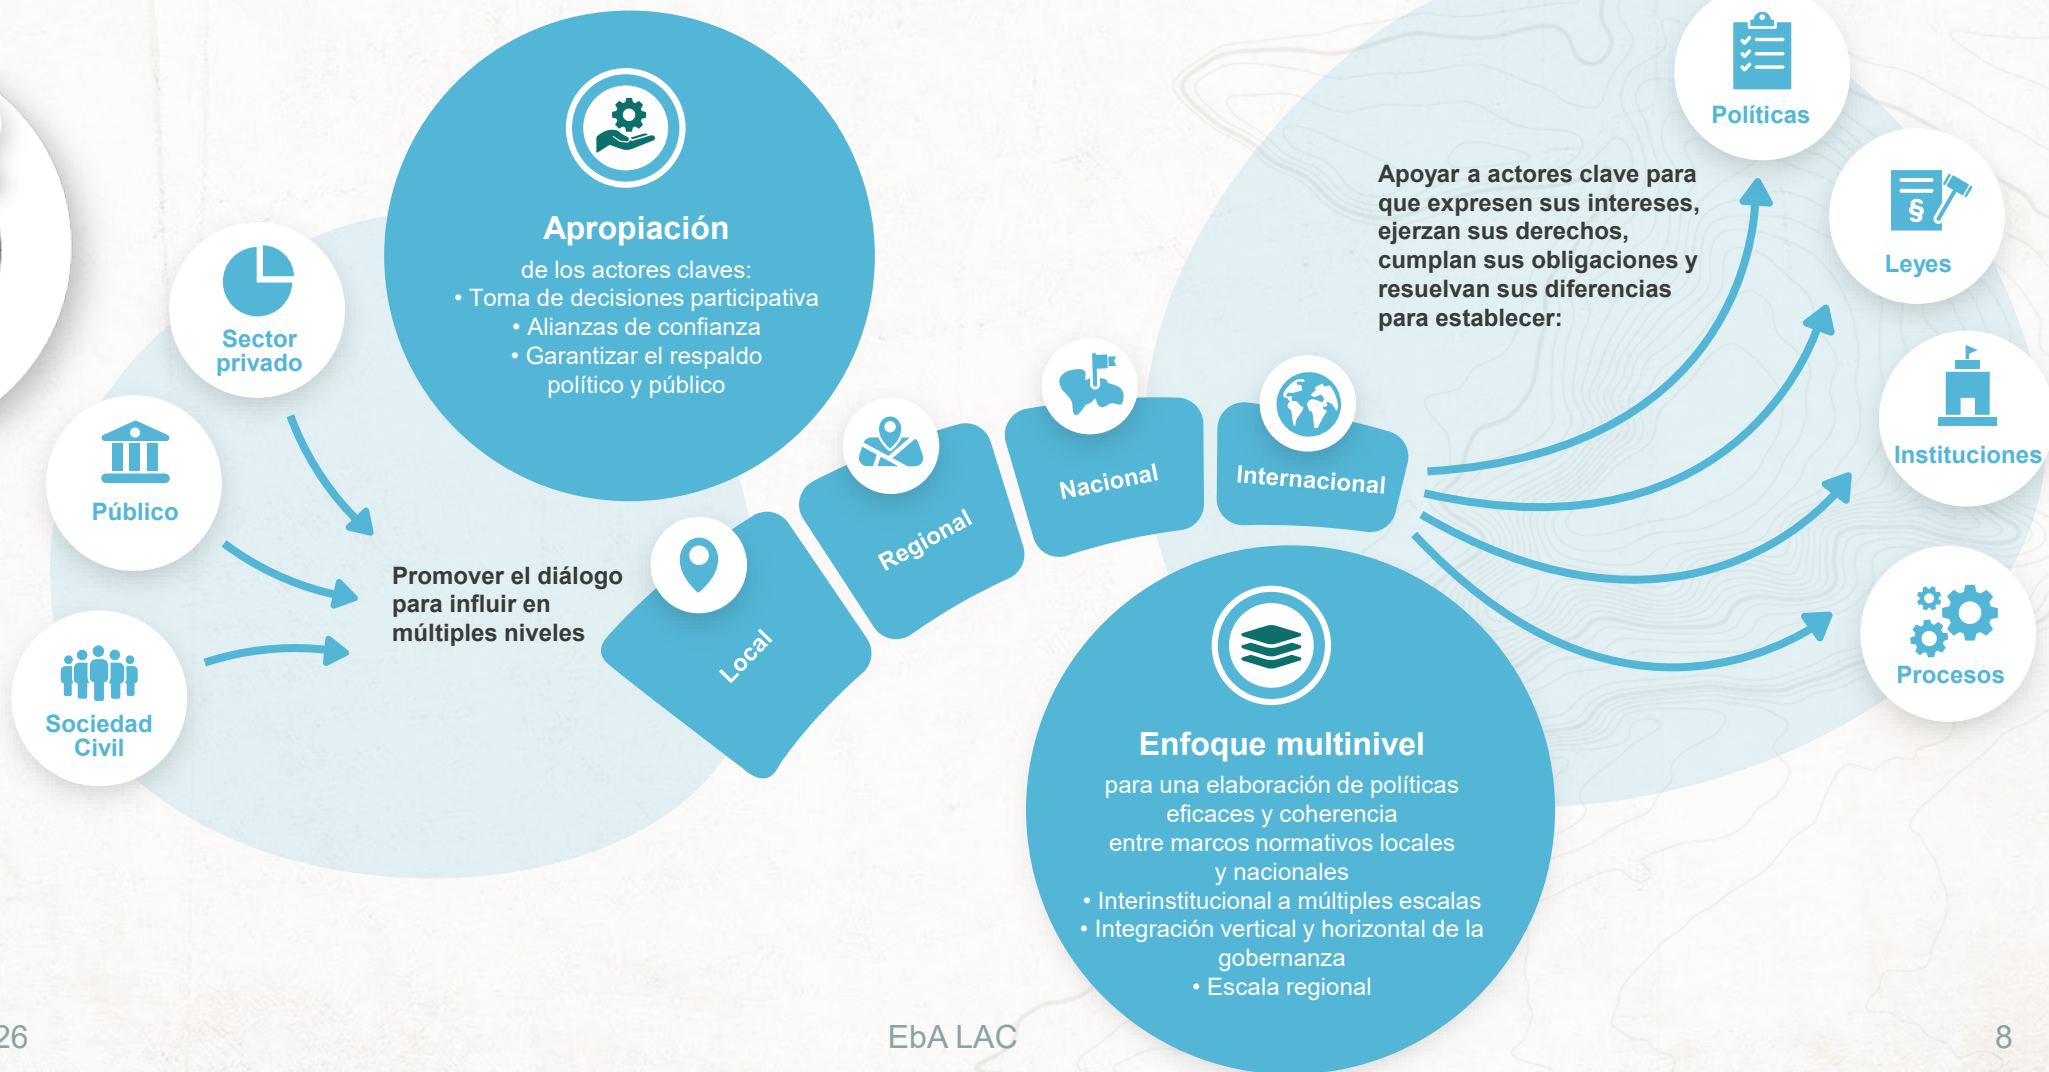 Apropiación
de los actores claves:
• Toma de decisiones participativa
• Alianzas de confianza
• Garantizar el respaldo
político y público
Sector
privado
Público
Sociedad
Civil
Promover el diálogo
para influir en
múltiples niveles
Local
Regional
Nacional
Internacional
Apoyar a actores clave para
que expresen sus intereses,
ejerzan sus derechos,
cumplan sus obligaciones y
resuelvan sus diferencias
para establecer:
Políticas
§
Leyes
Instituciones
Procesos
Enfoque multinivel
para una elaboración de políticas
eficaces y coherencia
entre marcos normativos locales
y nacionales
• Interinstitucional a múltiples escalas
• Integración vertical y horizontal de la
gobernanza
• Escala regional
26
EbA LAC
8